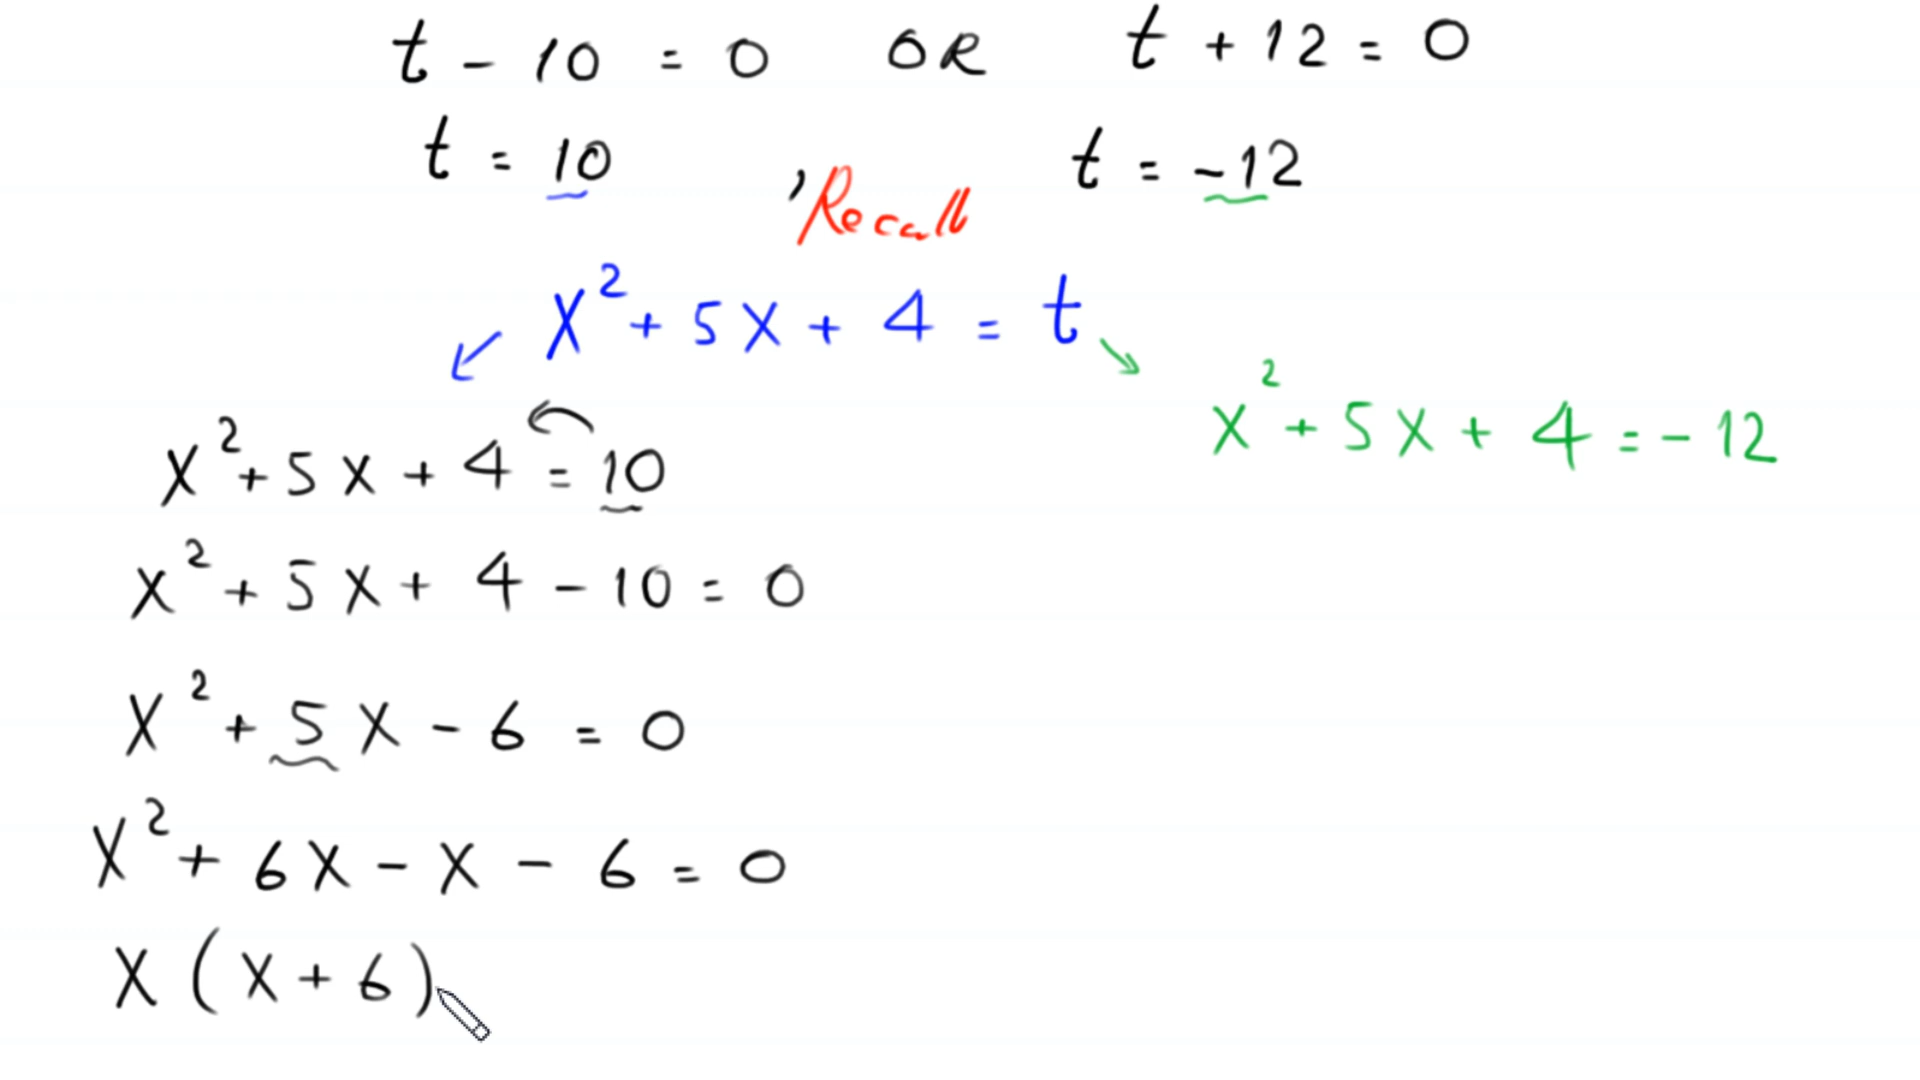 t - 10 = 0 OR t + 12 = 0
t = 10 , t = -12
Recall
x² + 5x + 4 = t
x² + 5x + 4 = 10
x² + 5x + 4 = -12
x² + 5x + 4 - 10 = 0
x² + 5x - 6 = 0
x² + 6x - x - 6 = 0
x (x + 6)